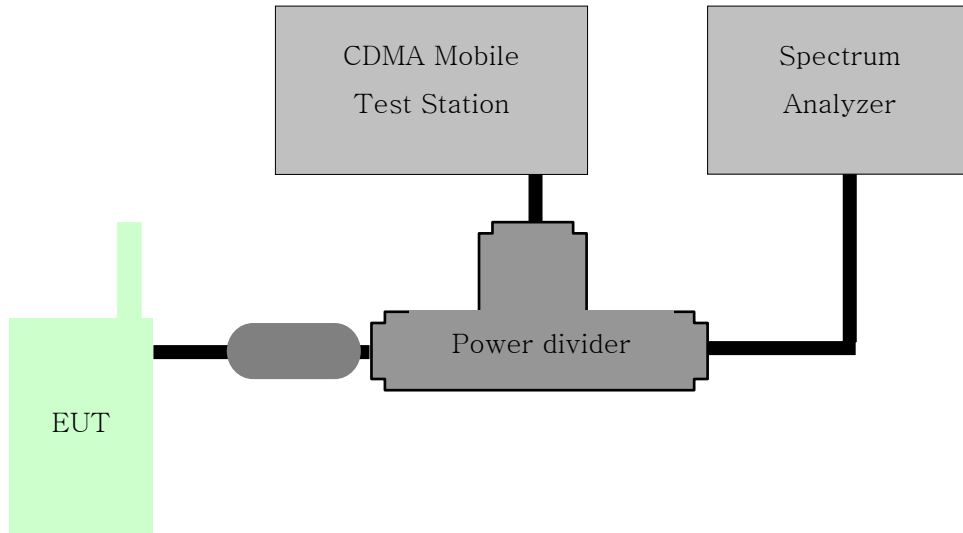 CDMA Mobile
Test Station
Spectrum
Analyzer
Power divider
EUT